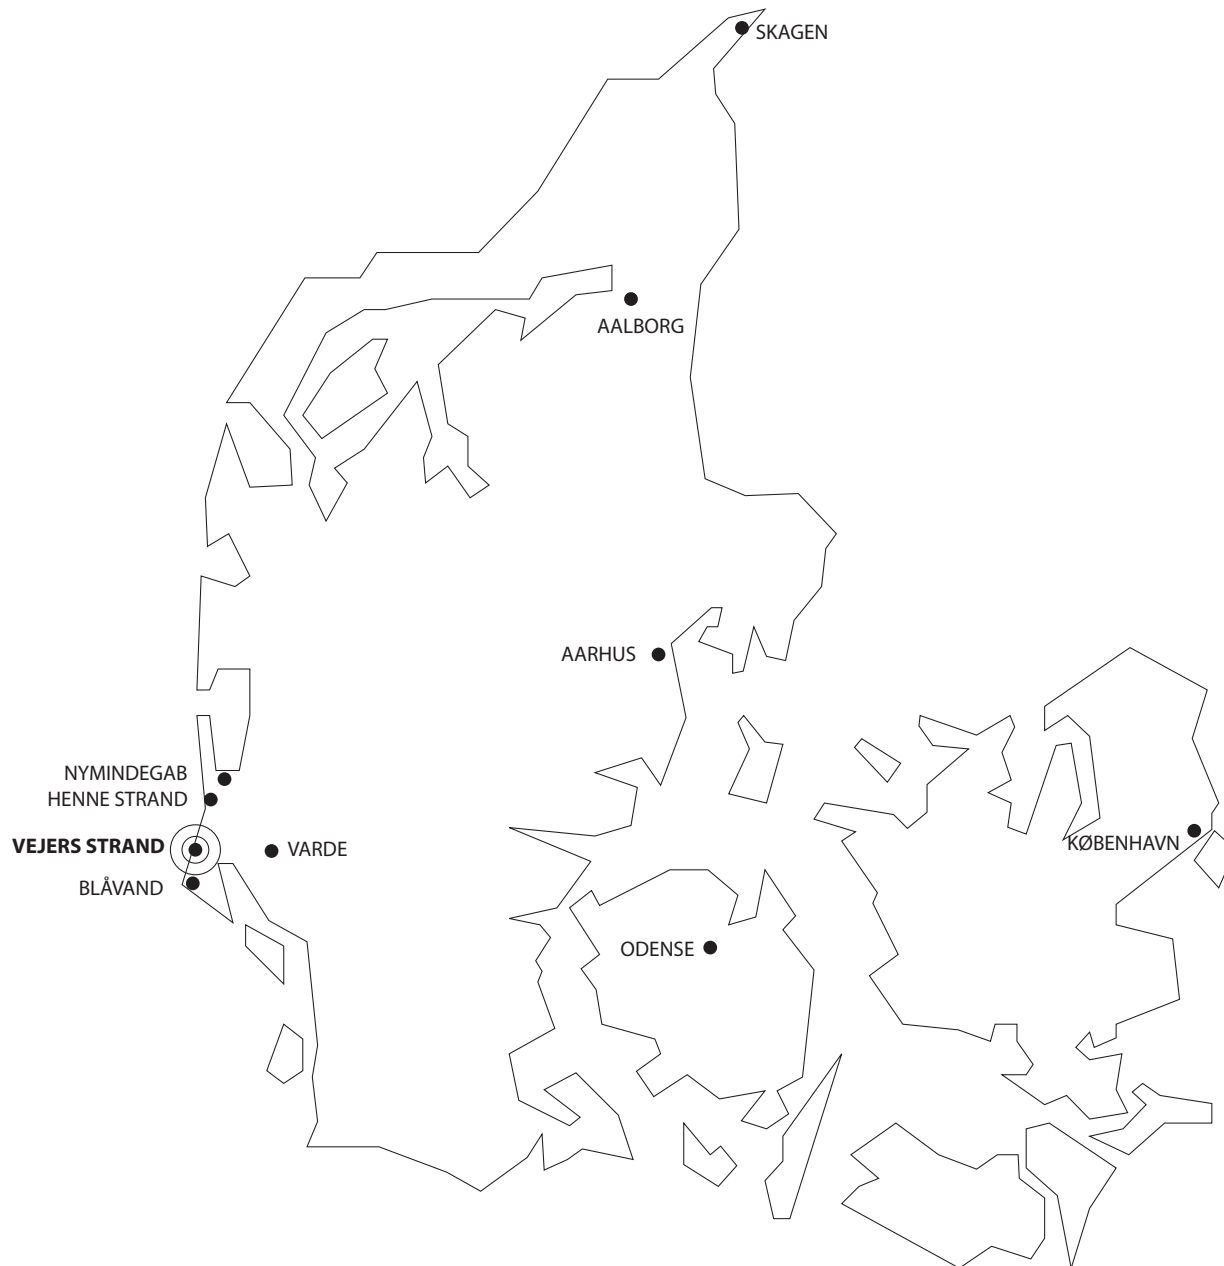 SKAGEN
AALBORG
AARHUS
NYMINDEGAB
HENNE STRAND
KØBENHAVN
VEJERS STRAND
VARDE
BLÅVAND
ODENSE